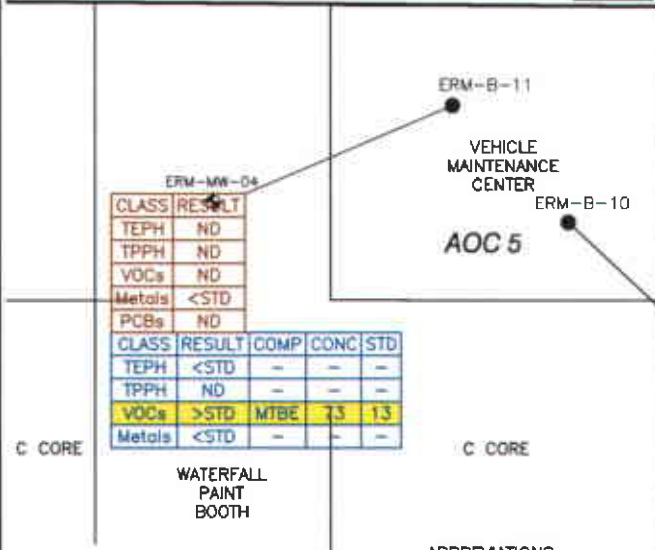 ERM-B-11
VEHICLE
MAINTENANCE
CENTER
ERM-B-10
AOC 5
ERM-MW-04
CLASS RESULT
TEPH ND
TPPH ND
VOCs ND
Metals <STD
PCBs ND
CLASS RESULT COMP CONC STD
TEPH <STD - - -
TPPH ND - - -
VOCs >STD MTBE 73 13
Metals <STD - - -
C CORE
WATERFALL
PAINT
BOOTH
C CORE